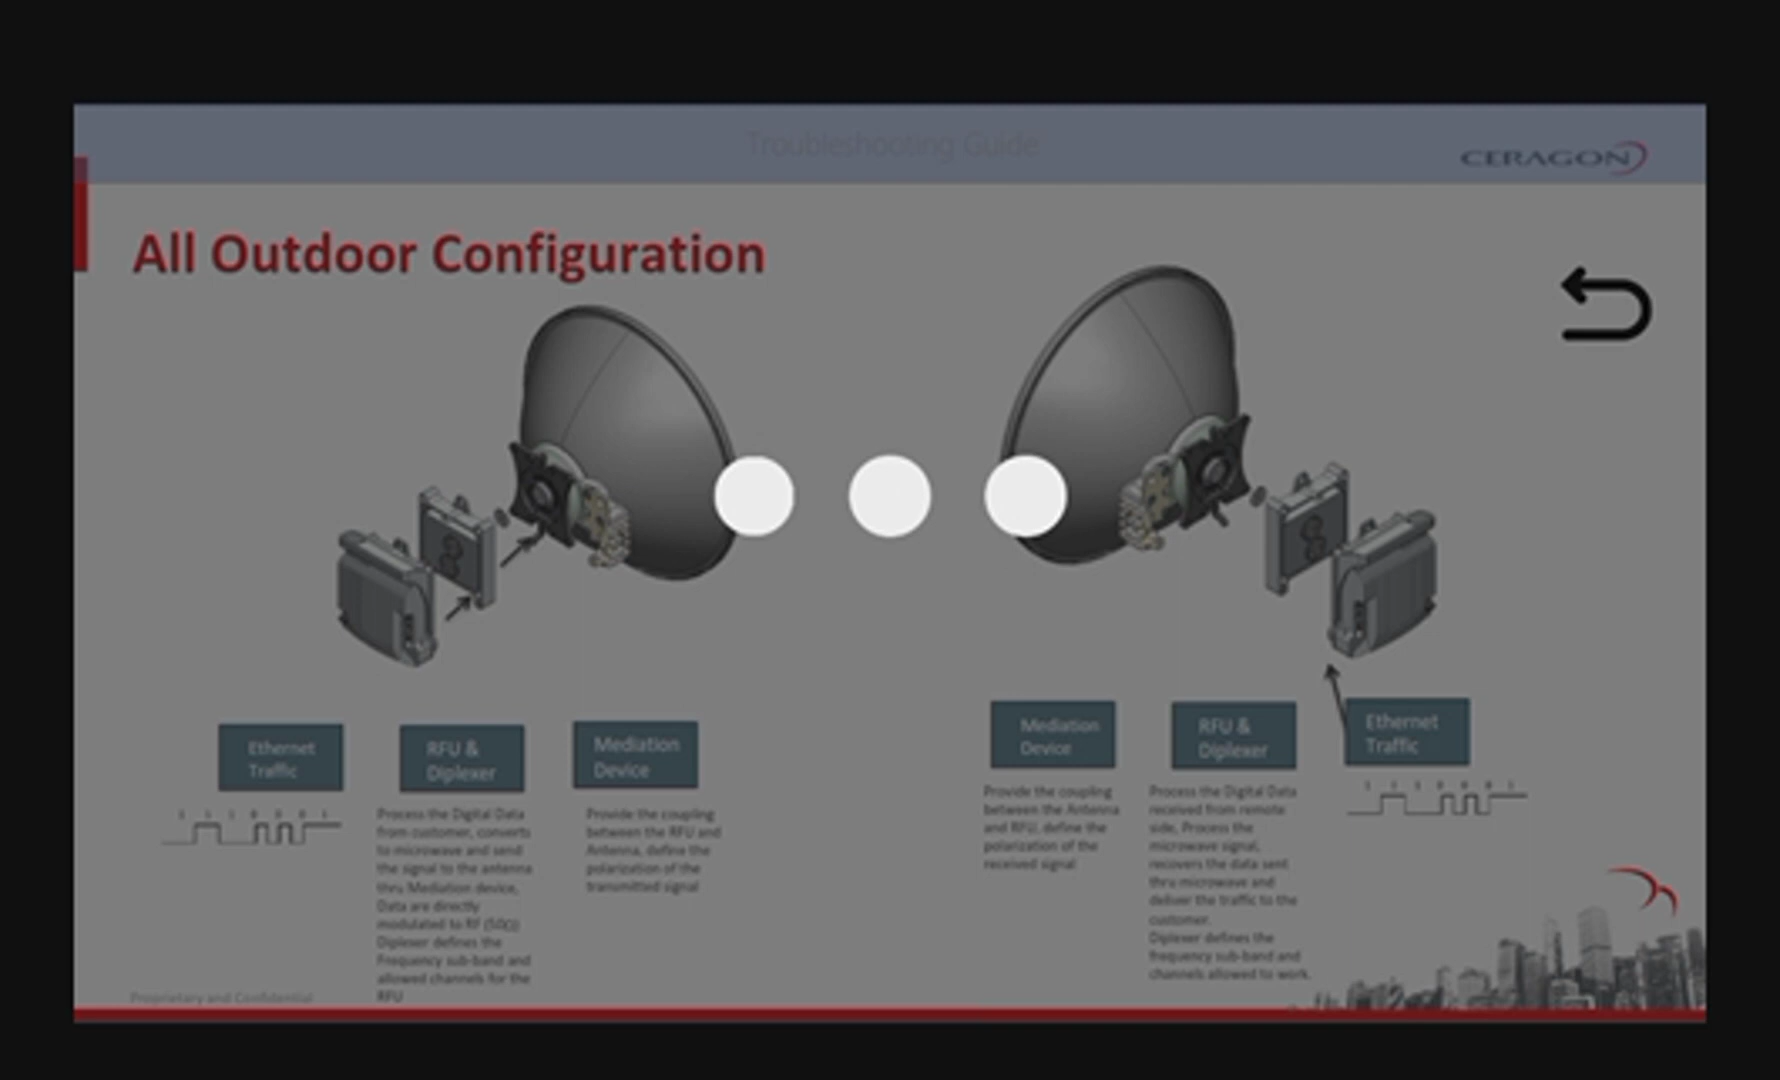 Troubleshooting Guide
CERAGON
All Outdoor Configuration
Ethernet
Traffic
RFU &
Diplexer
Process the Digital Data
from customer, converts
to microwave and send
the signal to the antenna
thru Mediation device,
Data are directly
modulated to RF (50Ω)
Diplexer defines the
Frequency sub-band and
allowed channels for the
RFU
Mediation
Device
Provide the coupling
between the RFU and
Antenna, define the
polarization of the
transmitted signal
Mediation
Device
Provide the coupling
between the Antenna
and RFU, define the
polarization of the
received signal
RFU &
Diplexer
Process the Digital Data
received from remote
side, Process the
microwave signal,
recovers the data sent
thru microwave and
deliver the traffic to the
customer.
Diplexer defines the
frequency sub-band and
channels allowed to work.
Ethernet
Traffic
Proprietary and Confidential